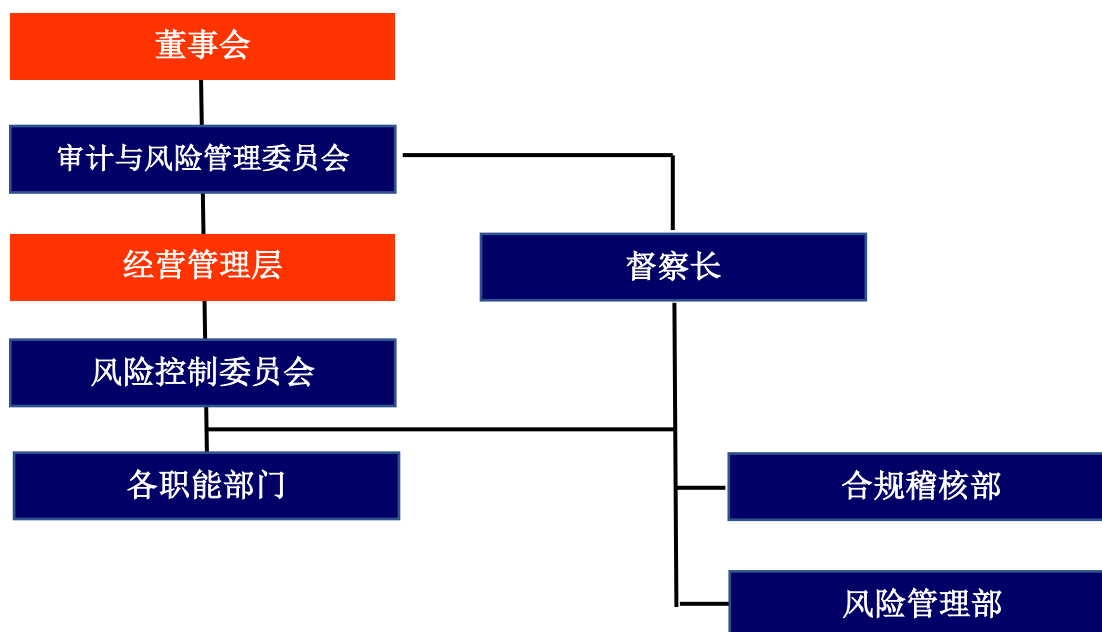 董事会
审计与风险管理委员会
经营管理层
督察长
风险控制委员会
各职能部门
合规稽核部
风险管理部